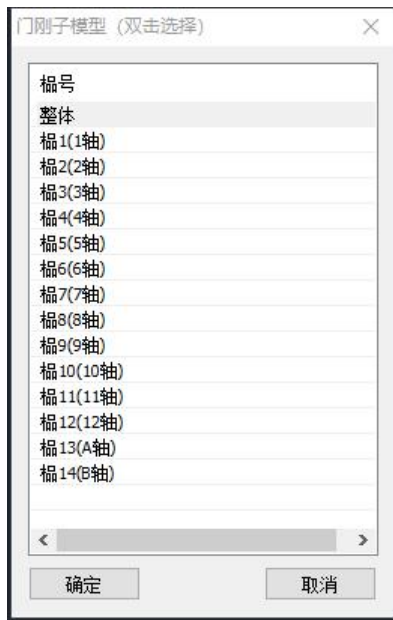 门刚子模型（双击选择）
榀号
整体
榀1(1轴)
榀2(2轴)
榀3(3轴)
榀4(4轴)
榀5(5轴)
榀6(6轴)
榀7(7轴)
榀8(8轴)
榀9(9轴)
榀10(10轴)
榀11(11轴)
榀12(12轴)
榀13(A轴)
榀14(B轴)
确定 取消